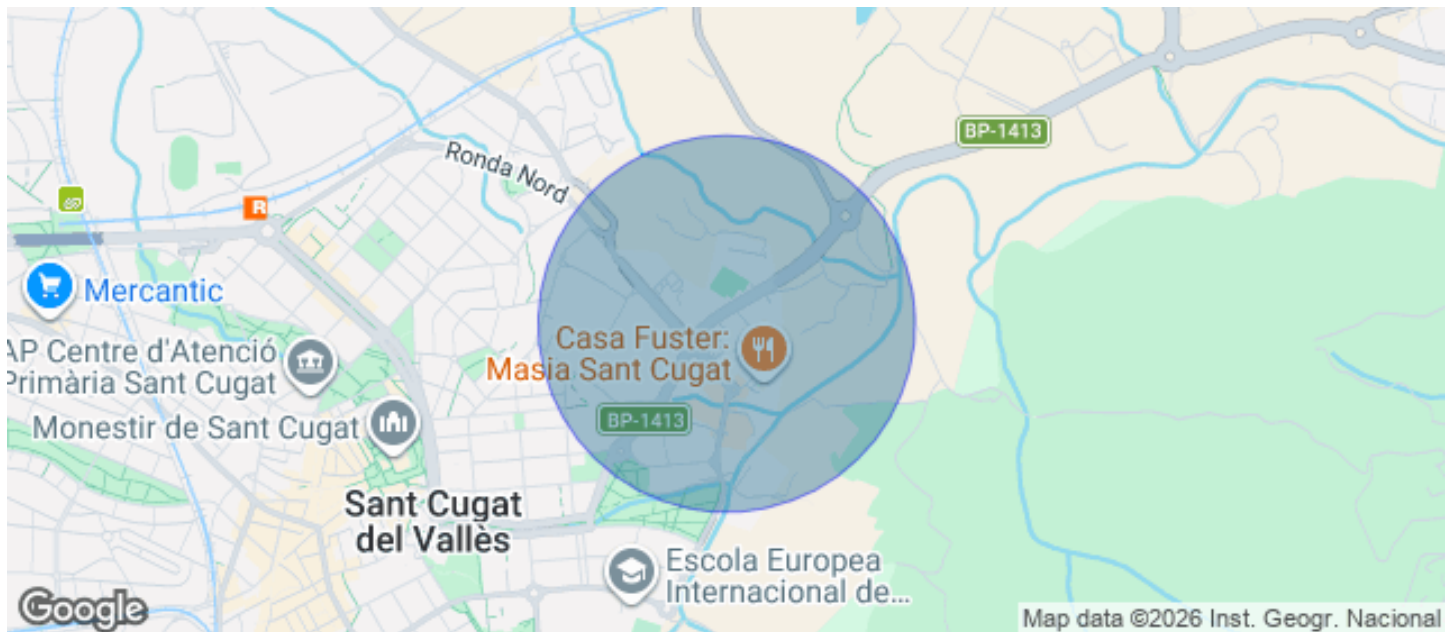 BP-1413
Ronda Nord
R
Mercantic
Casa Fuster:
Masia Sant Cugat
AP Centre d'Atenció
Primària Sant Cugat
BP-1413
Monestir de Sant Cugat
Sant Cugat
del Vallès
Escola Europea
Internacional de...
Google
Map data ©2026 Inst. Geogr. Nacional